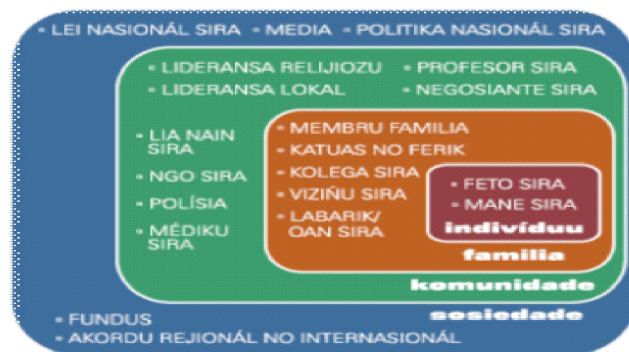 • LEI NASIONÁL SIRA • MEDIA • POLITIKA NASIONÁL SIRA
• LIDERANSA RELIJIOZU • PROFESOR SIRA
• LIDERANSA LOKAL • NEGOSIANTE SIRA
• LIA NAIN
SIRA
• NGO SIRA
• POLÍSIA
• MÉDIKU
SIRA
• MEMBRU FAMILIA
• KATUAS NO FERIK
• KOLEGA SIRA
• VIZIÑU SIRA
• LABARIK/
OAN SIRA
• FETO SIRA
• MANE SIRA
indivíduu
familia
komunidade
sosiedade
• FUNDUS
• AKORDU REJIONÁL NO INTERNASIONÁL